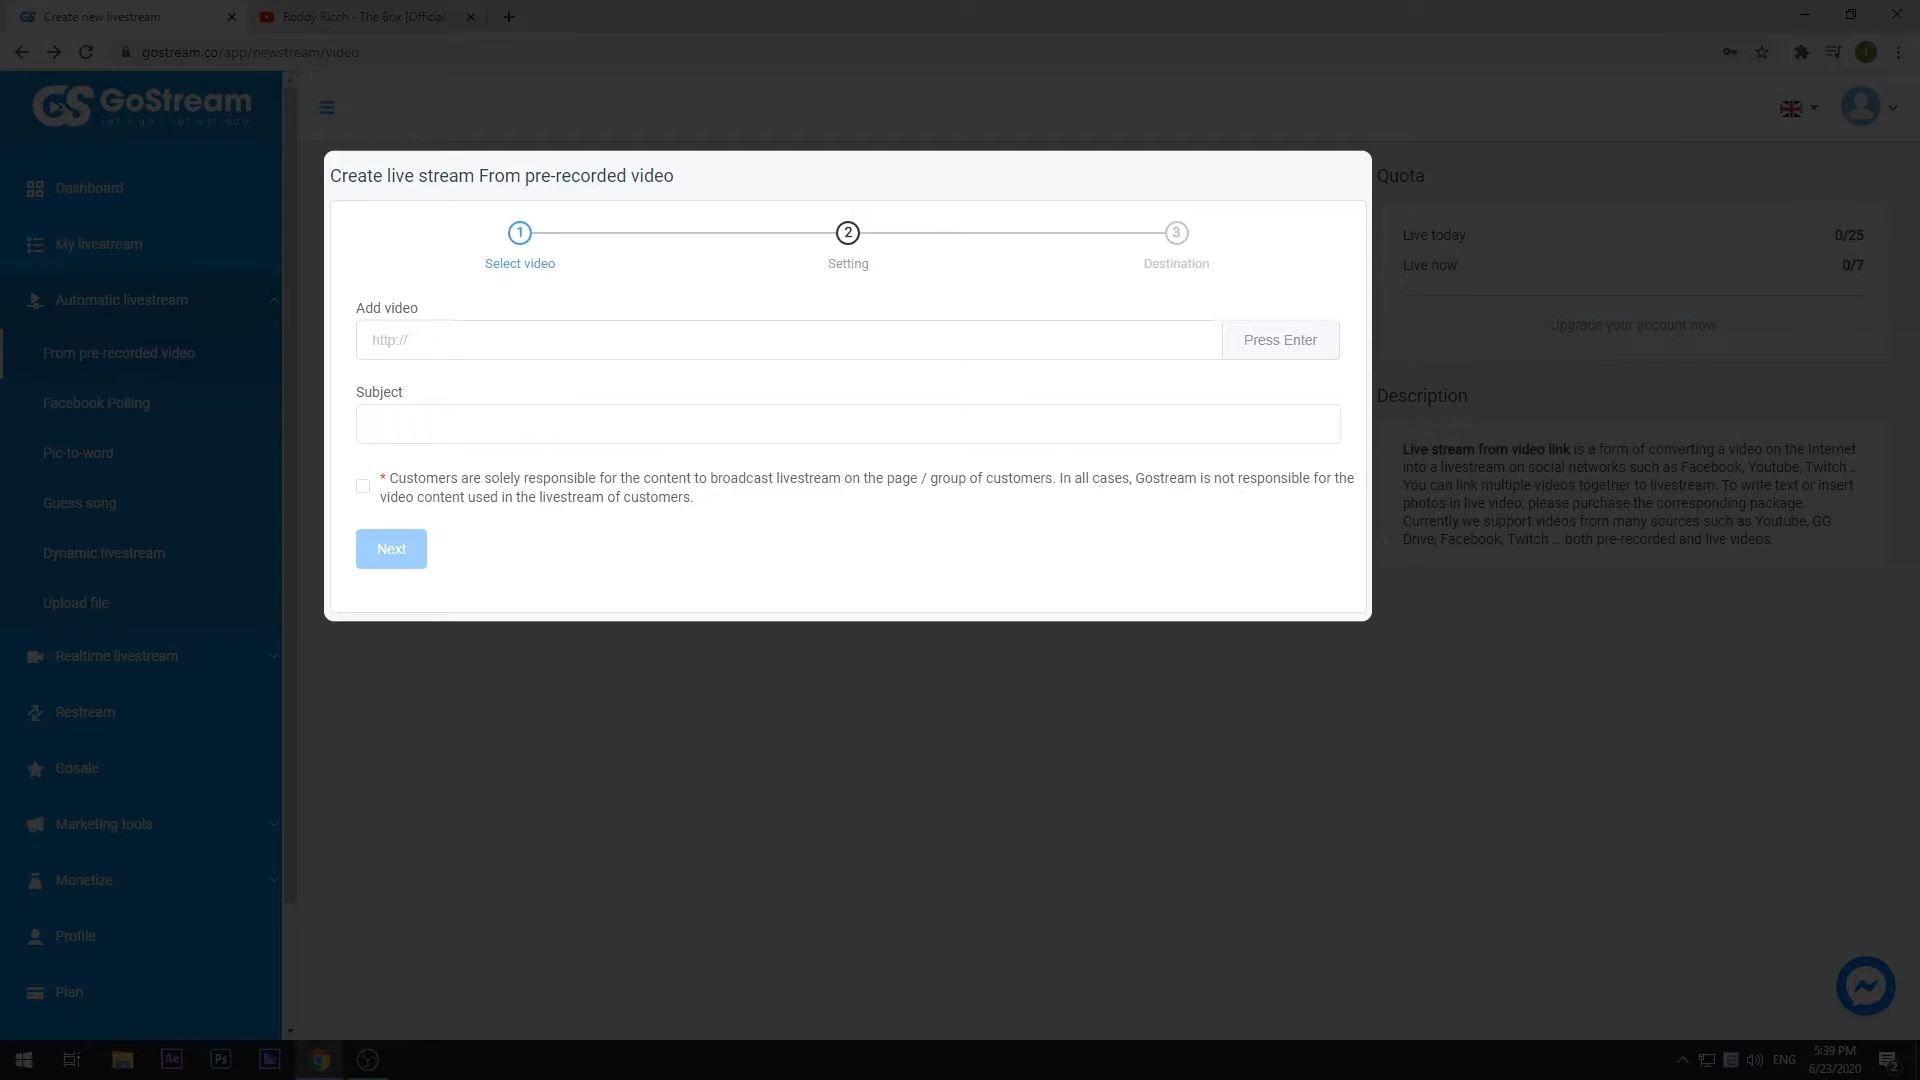 Create new livestream
Roddy Ricch - The Box [Official
gostream.co/app/newstream/video
GoStream
Quota
Create live stream From pre-recorded video
1
2
3
Select video
Setting
Destination
Live today
0/25
Live now
0/7
Upgrade your account now
Add video
http://
Press Enter
Subject
* Customers are solely responsible for the content to broadcast livestream on the page / group of customers. In all cases, Gostream is not responsible for the
video content used in the livestream of customers.
Next
Description
Live stream from video link is a form of converting a video on the Internet
into a livestream on social networks such as Facebook, Youtube, Twitch ...
You can link multiple videos together to livestream. To write text or insert
photos in live video, please purchase the corresponding package.
Currently we support videos from many sources such as Youtube, GG
Drive, Facebook, Twitch ... both pre-recorded and live videos.
Dashboard
My livestream
Automatic livestream
From pre-recorded video
Facebook Polling
Pic-to-word
Guess song
Dynamic livestream
Upload file
Realtime livestream
Restream
Gosale
Marketing tools
Monetize
Profile
Plan
Ae
Ps
ENG
5:39 PM
6/23/2020
2